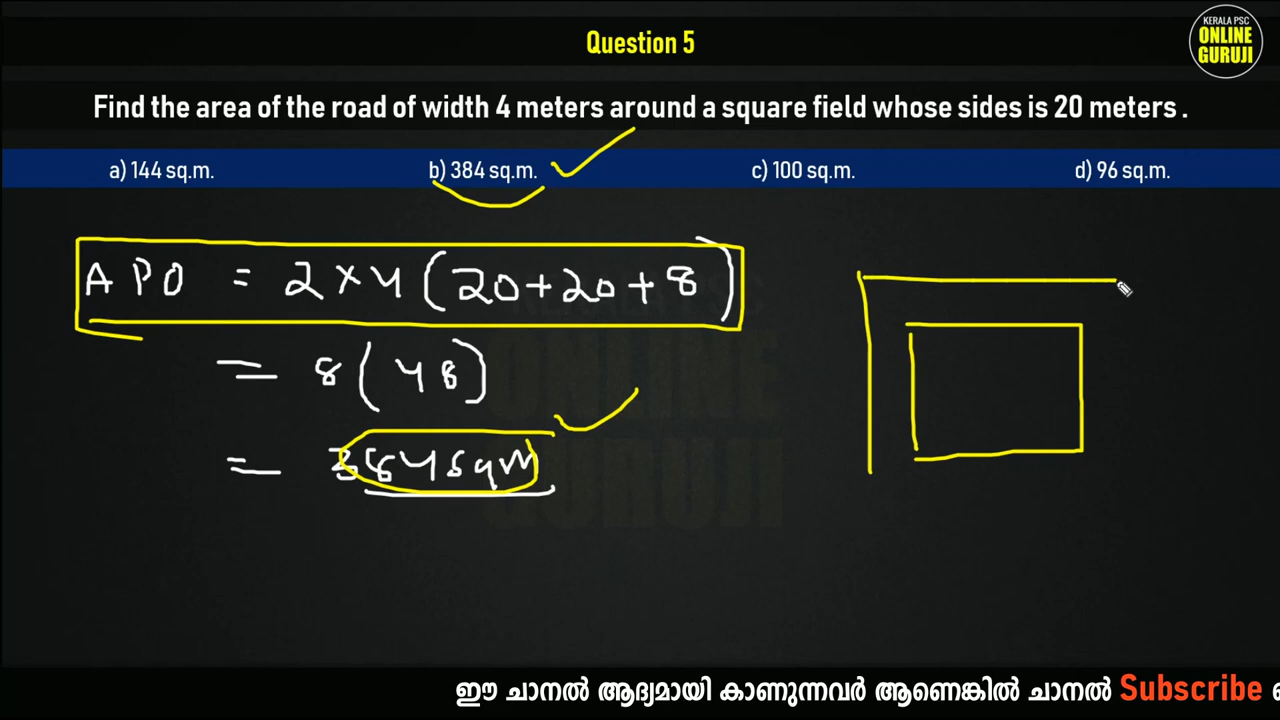 KERALA PSC
ONLINE
GURUJI
Question 5
Find the area of the road of width 4 meters around a square field whose sides is 20 meters .
a) 144 sq.m. b) 384 sq.m. c) 100 sq.m. d) 96 sq.m.
APO = 2 × 4 ( 20 + 20 + 8 )
= 8 ( 48 )
= 384 sqm
ONLINE
GURUJI
ഈ ചാനൽ ആദ്യമായി കാണുന്നവർ ആണെങ്കിൽ ചാനൽ Subscribe